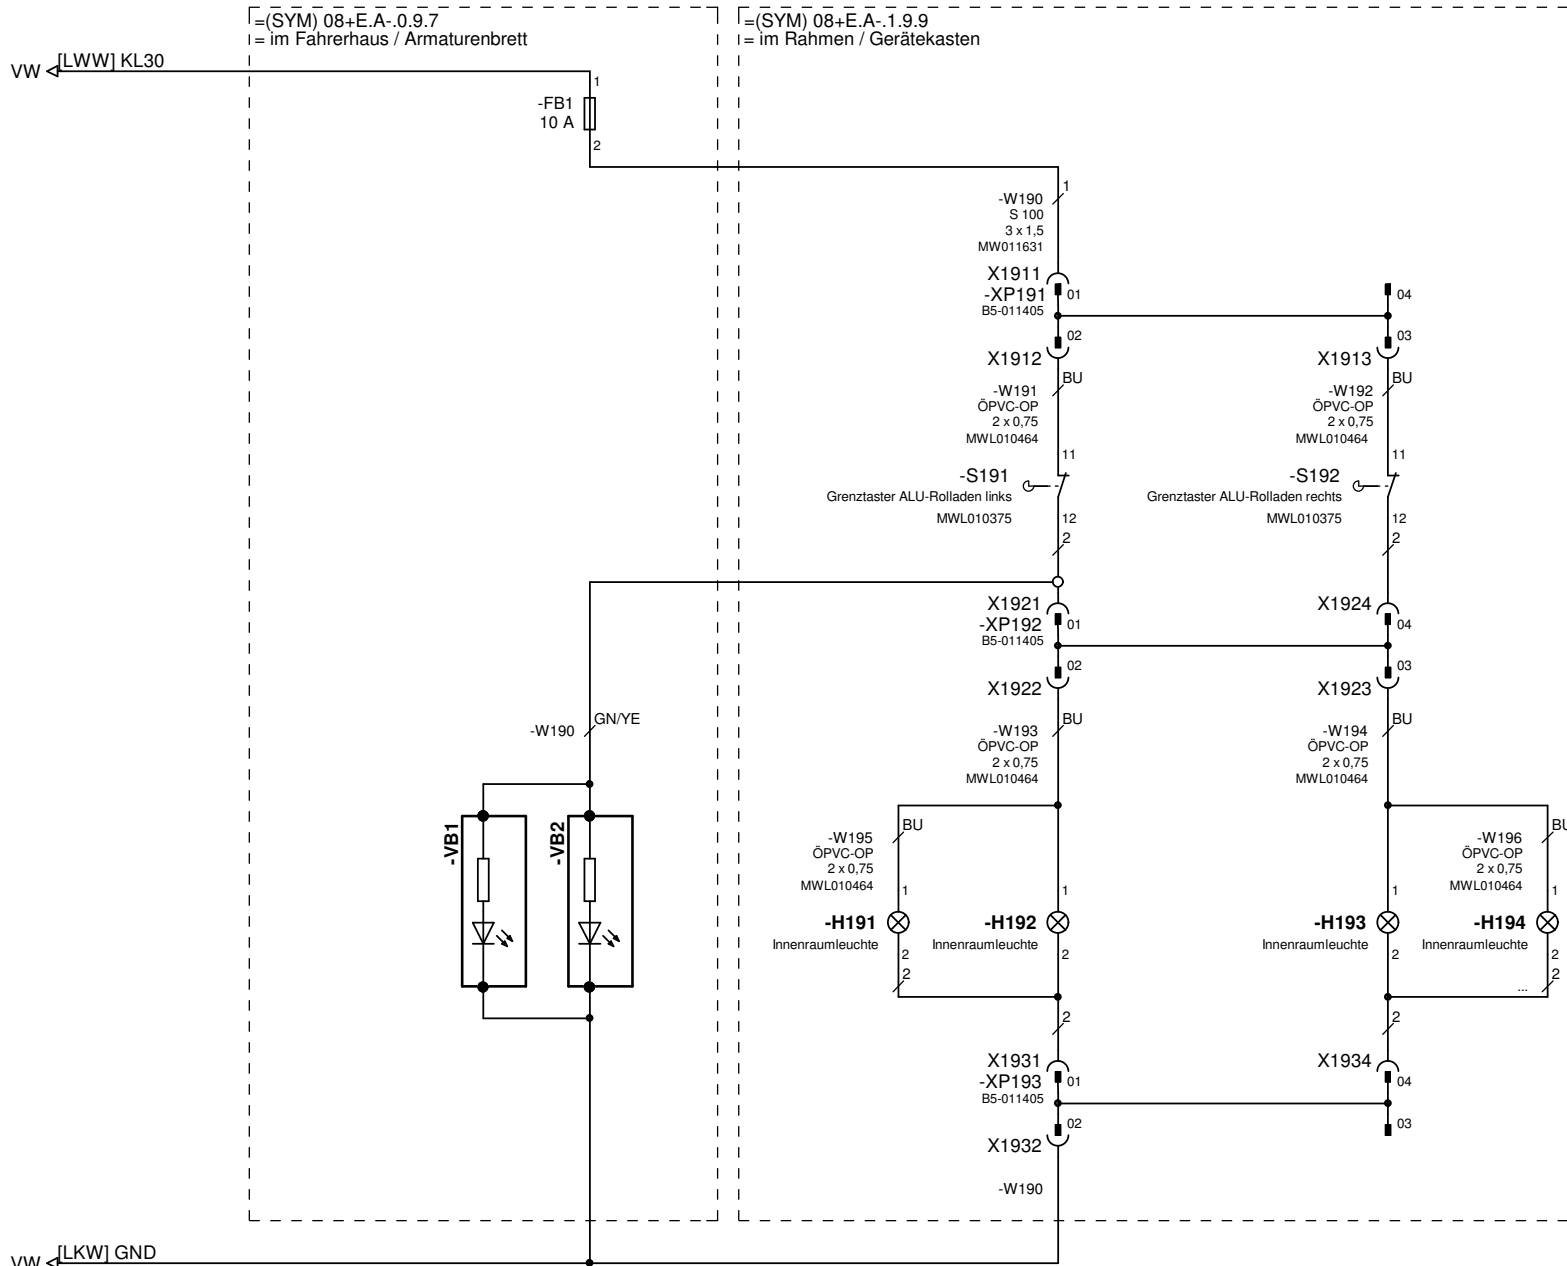 =(SYM) 08+E.A-.0.9.7
= im Fahrerhaus / Armaturenbrett
=(SYM) 08+E.A-.1.9.9
= im Rahmen / Gerätekasten
VW [LWW] KL30
1
-FB1
10 A
2
-W190 1
S 100
3 x 1,5
MW011631
X1911
-XP191 01
B5-011405
04
02
03
X1912
X1913
BU
BU
-W191
ÖPVC-OP
2 x 0,75
MWL010464
-W192
ÖPVC-OP
2 x 0,75
MWL010464
11
11
-S191
Grenztaster ALU-Rolladen links
MWL010375
12
2
-S192
Grenztaster ALU-Rolladen rechts
MWL010375
12
2
X1921
-XP192 01
B5-011405
X1924
04
02
03
X1922
X1923
-W190 GN/YE
BU
-W193
ÖPVC-OP
2 x 0,75
MWL010464
BU
-W194
ÖPVC-OP
2 x 0,75
MWL010464
-VB1
-VB2
BU
-W195
ÖPVC-OP
2 x 0,75
MWL010464
BU
-W196
ÖPVC-OP
2 x 0,75
MWL010464
1
1
1
1
-H191
Innenraumleuchte
-H192
Innenraumleuchte
-H193
Innenraumleuchte
-H194
Innenraumleuchte
2
2
2
2
2
2
...
2
2
X1931
-XP193 01
B5-011405
X1934
04
02
03
X1932
-W190
VW [LKW] GND